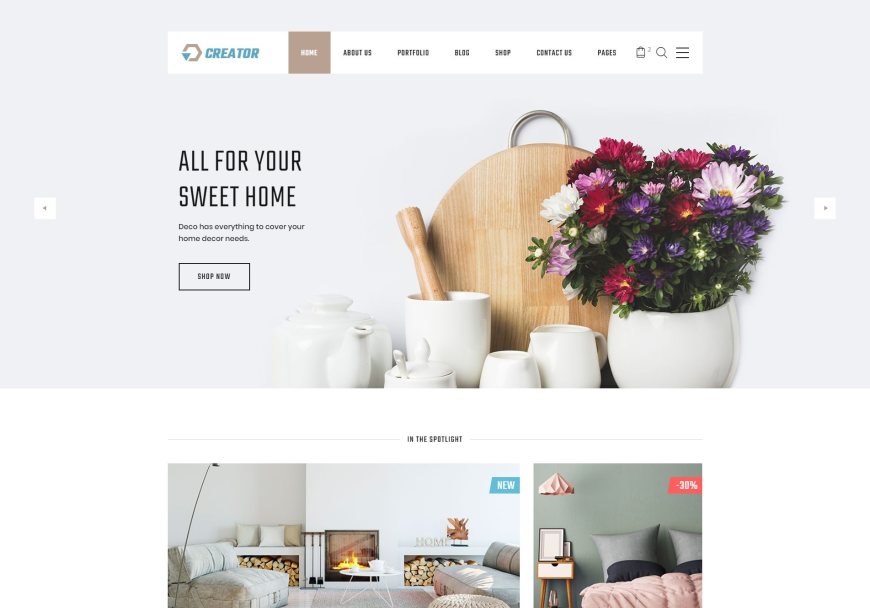 CREATOR
HOME
ABOUT US
PORTFOLIO
BLOG
SHOP
CONTACT US
PAGES
2
ALL FOR YOUR
SWEET HOME
Deco has everything to cover your
home decor needs.
SHOP NOW
IN THE SPOTLIGHT
NEW
-30%
HOME